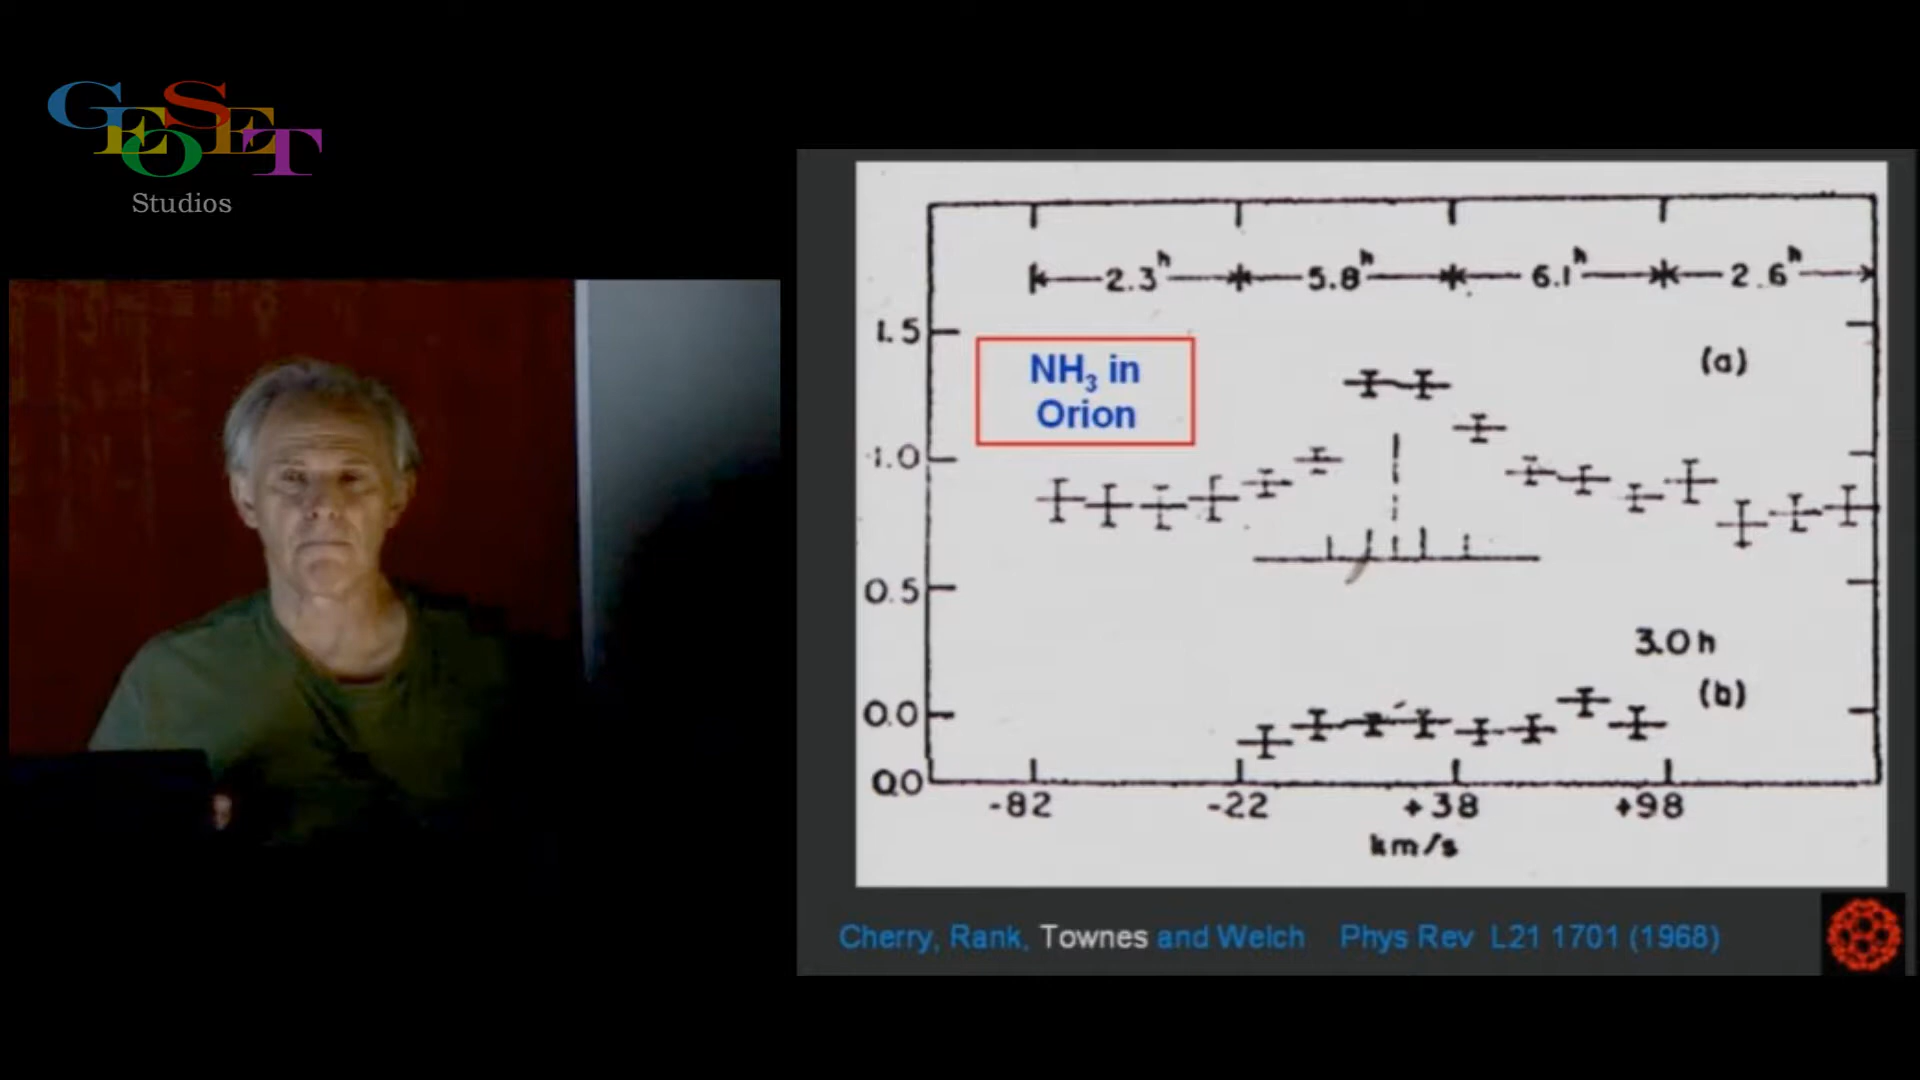 GEOSET
Studios
2.3h 5.8h 6.1h 2.6h
1.5
(a)
NH3 in
Orion
1.0
0.5
3.0 h
(b)
0.0
0.0
-82 -22 +38 +98
km/s
Cherry, Rank, Townes and Welch Phys Rev L21 1701 (1968)